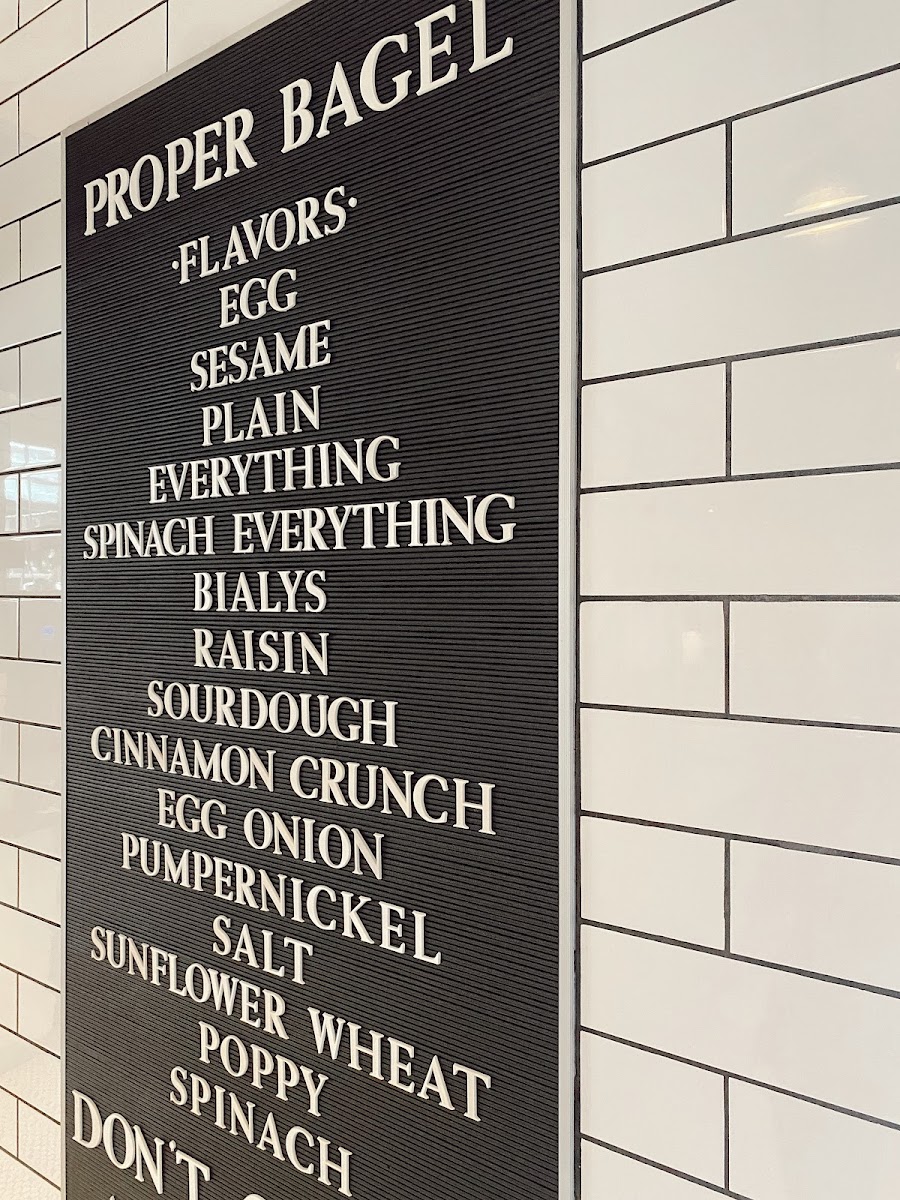 PROPER BAGEL
·FLAVORS·
EGG
SESAME
PLAIN
EVERYTHING
SPINACH EVERYTHING
BIALYS
RAISIN
SOURDOUGH
CINNAMON CRUNCH
EGG ONION
PUMPERNICKEL
SALT
SUNFLOWER WHEAT
POPPY
SPINACH
DON'T